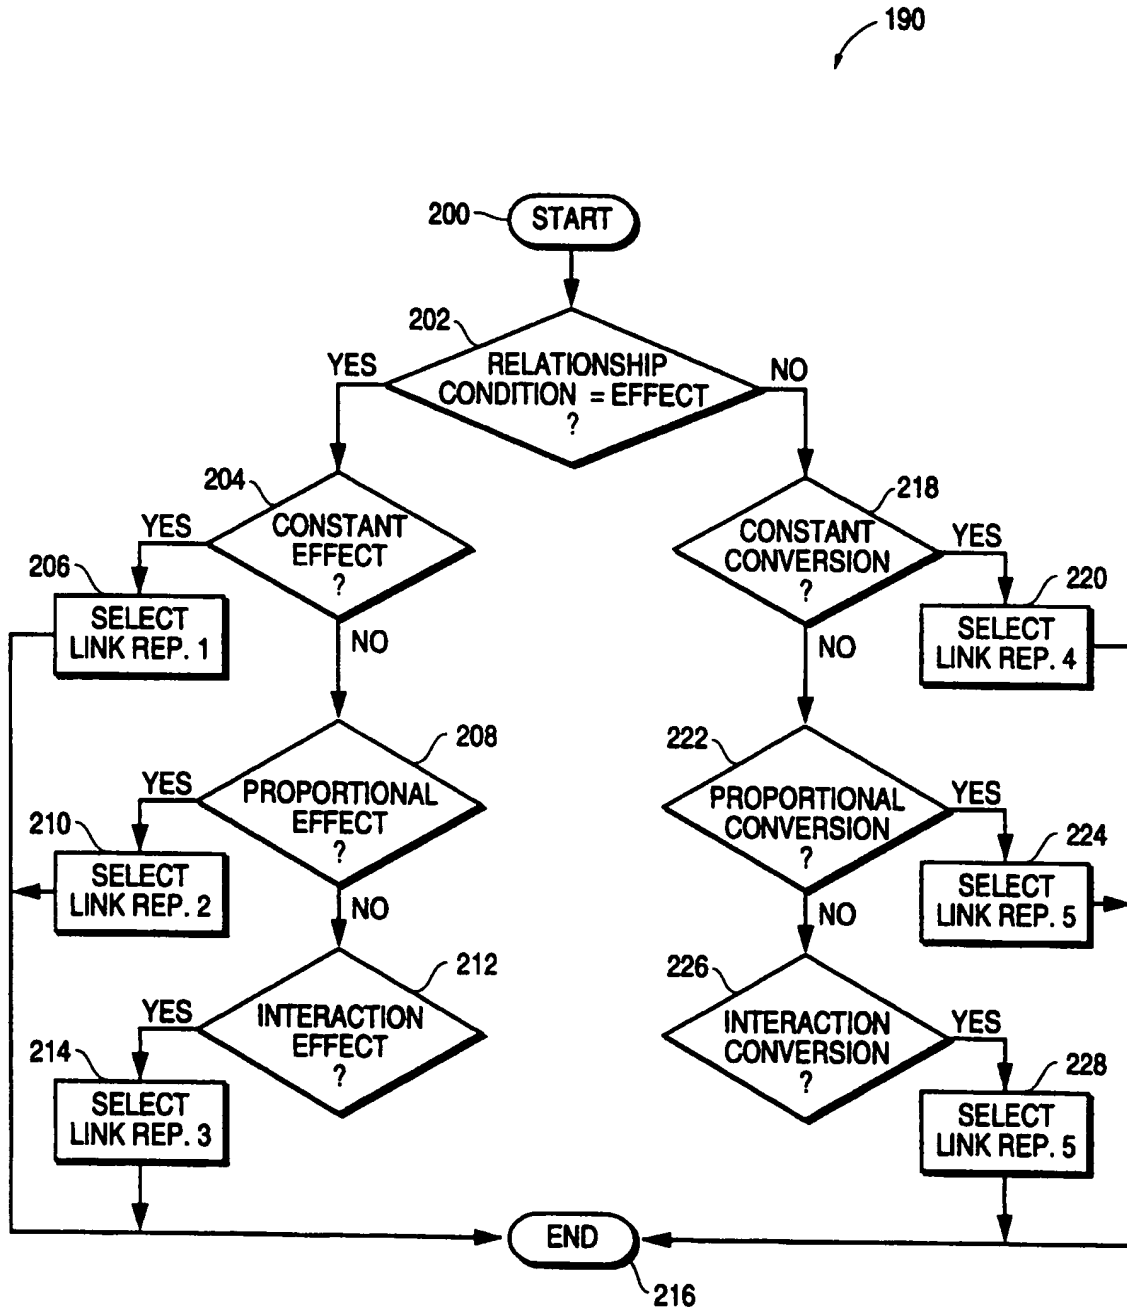 190
200
START
202
YES
RELATIONSHIP
CONDITION = EFFECT
?
NO
204
YES
CONSTANT
EFFECT
?
NO
218
CONSTANT
CONVERSION
?
YES
NO
206
SELECT
LINK REP. 1
220
SELECT
LINK REP. 4
208
YES
PROPORTIONAL
EFFECT
?
NO
222
PROPORTIONAL
CONVERSION
?
YES
NO
210
SELECT
LINK REP. 2
224
SELECT
LINK REP. 5
212
YES
INTERACTION
EFFECT
?
226
INTERACTION
CONVERSION
?
YES
214
SELECT
LINK REP. 3
228
SELECT
LINK REP. 5
END
216